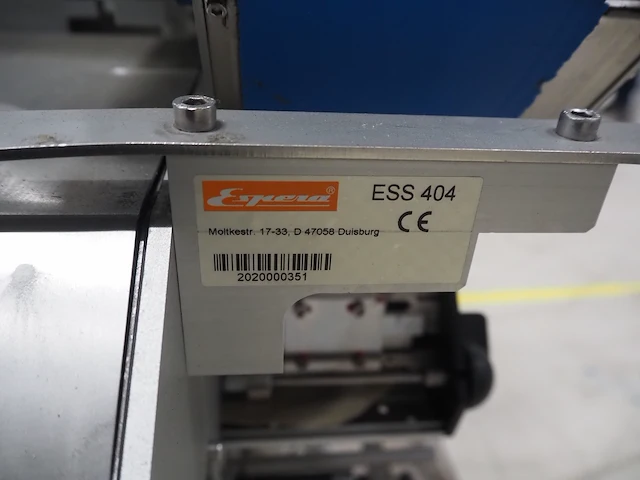 Espera® ESS 404
CE
Moltkestr. 17-33, D 47058 Duisburg
2020000351